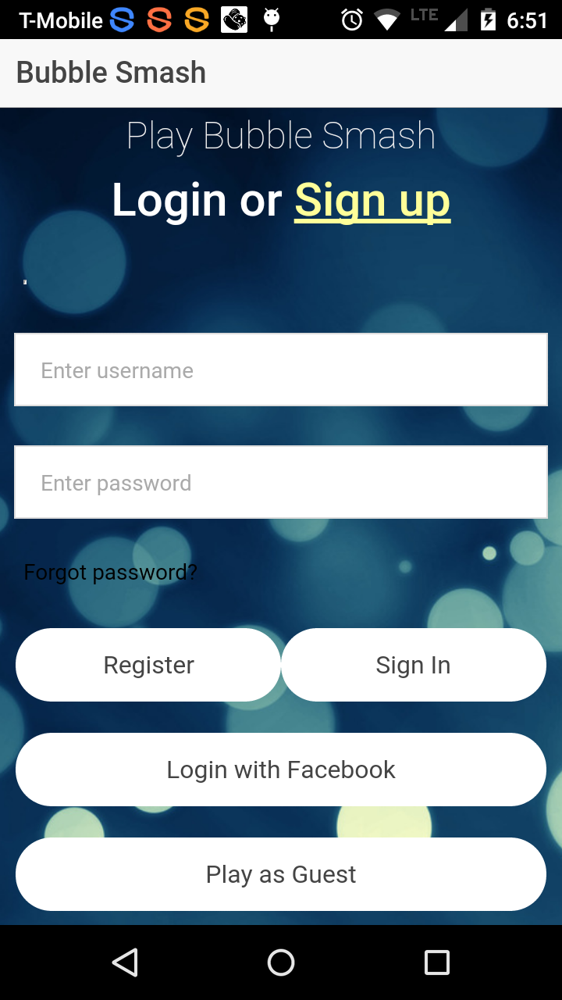 T-Mobile LTE 6:51
Bubble Smash
Play Bubble Smash
Login or Sign up
Enter username
Enter password
Forgot password?
Register Sign In
Login with Facebook
Play as Guest